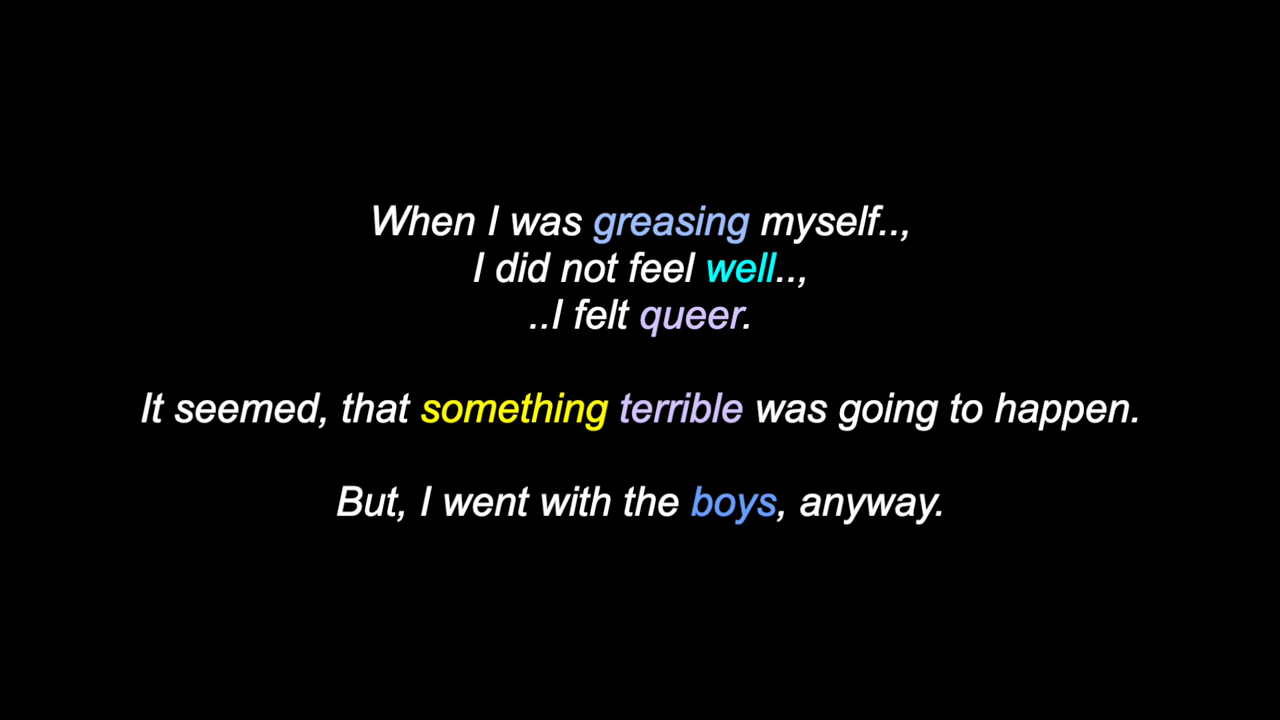 When I was greasing myself..,
I did not feel well..,
..I felt queer.
It seemed, that something terrible was going to happen.
But, I went with the boys, anyway.